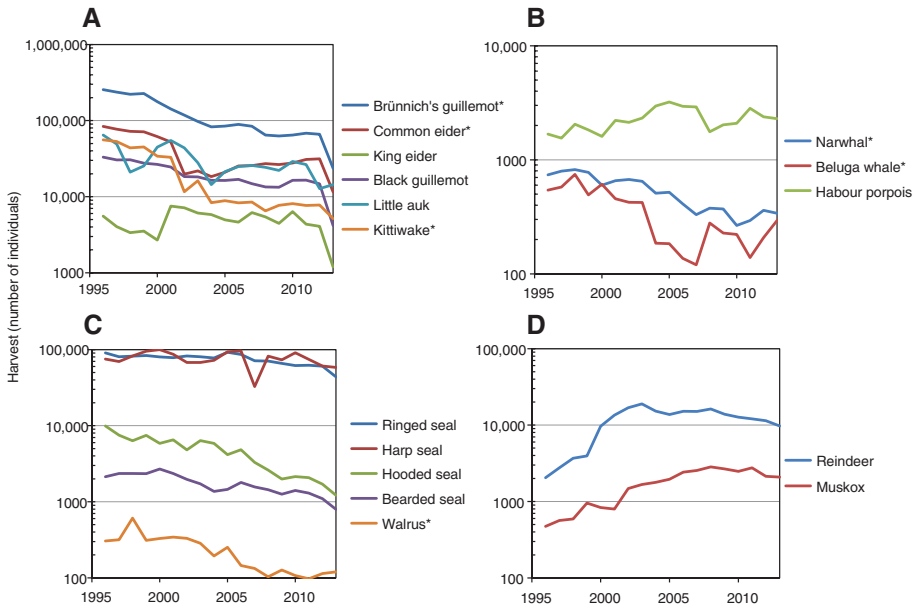 A
1,000,000
100,000
10,000
1000
1995
2000
2005
2010
Brünnich's guillemot*
Common eider*
King eider
Black guillemot
Little auk
Kittiwake*
B
10,000
1000
100
1995
2000
2005
2010
Narwhal*
Beluga whale*
Habour porpois
Harvest (number of individuals)
C
100,000
10,000
1000
100
1995
2000
2005
2010
Ringed seal
Harp seal
Hooded seal
Bearded seal
Walrus*
D
100,000
10,000
1000
100
1995
2000
2005
2010
Reindeer
Muskox